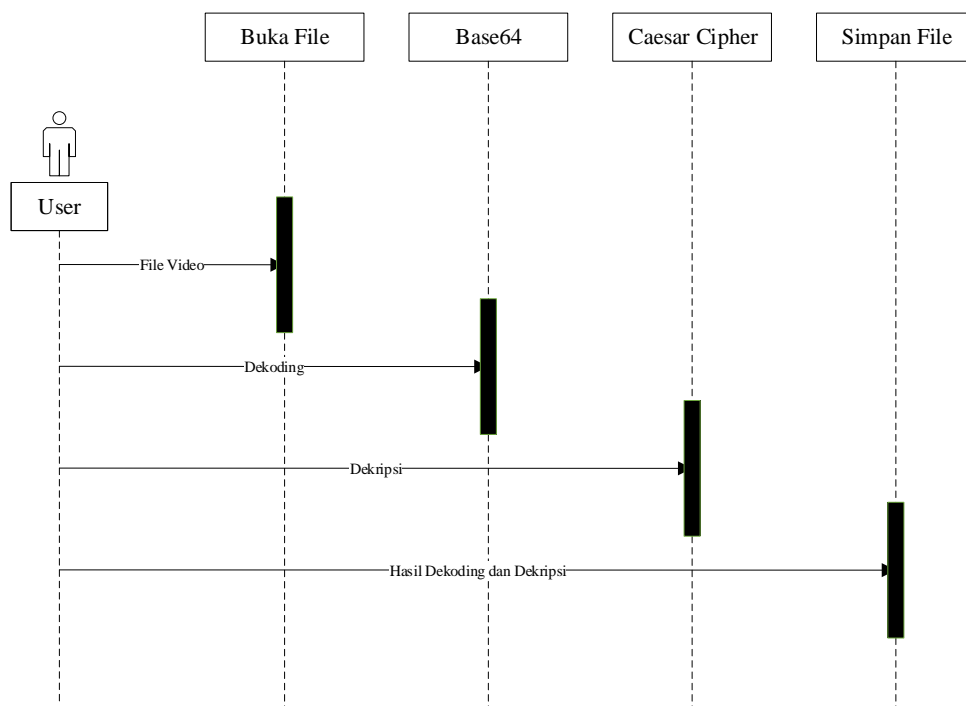 Buka File
Base64
Caesar Cipher
Simpan File
User
File Video
Dekoding
Dekripsi
Hasil Dekoding dan Dekripsi